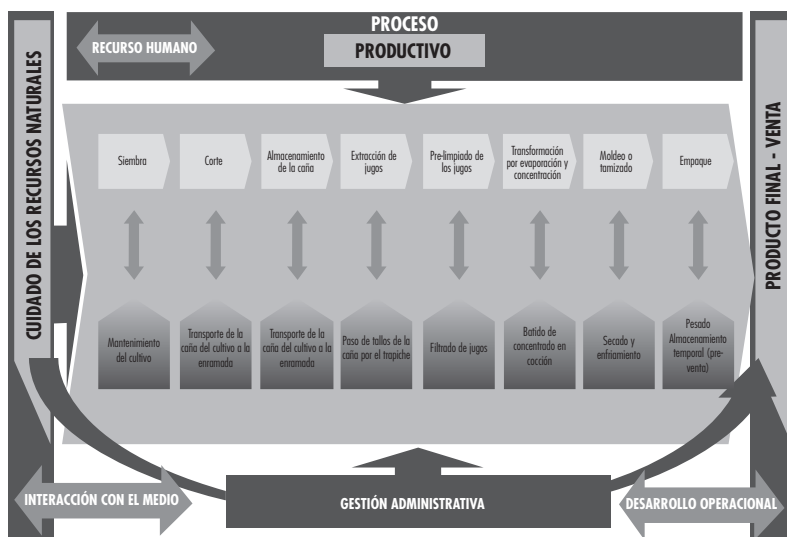 PROCESO
PRODUCTIVO
RECURSO HUMANO
CUIDADO DE LOS RECURSOS NATURALES
PRODUCTO FINAL - VENTA
Siembra
Corte
Almacenamiento
de la caña
Extracción de
jugos
Pre-limpiado de
los jugos
Transformación
por evaporación y
concentración
Moldeo o
tamizado
Empaque
Mantenimiento
del cultivo
Transporte de la
caña del cultivo a la
enramada
Transporte de la
caña del cultivo a la
enramada
Paso de tallos de la
caña por el trapiche
Filtrado de jugos
Batido de
concentrado en
cocción
Secado y
enfriamiento
Pesado
Almacenamiento
temporal (pre-
venta)
INTERACCIÓN CON EL MEDIO
GESTIÓN ADMINISTRATIVA
DESARROLLO OPERACIONAL